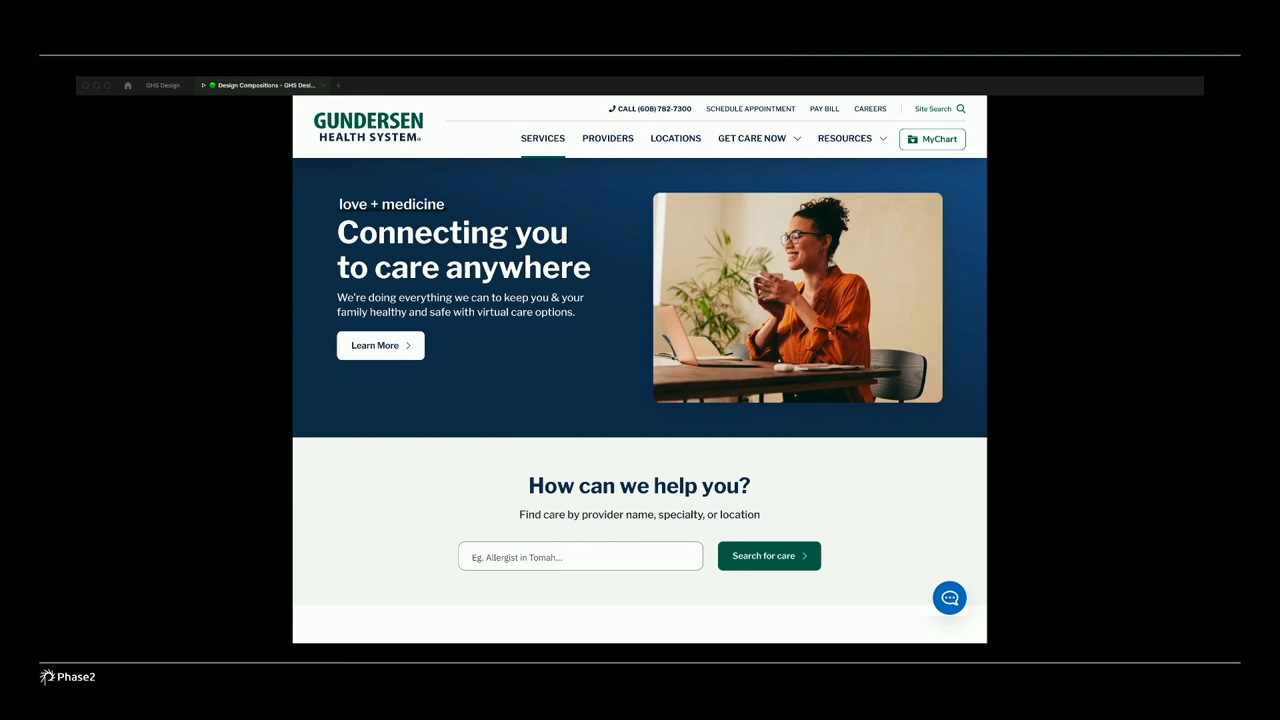 GHS Design
Design Compositions - GHS Desi...
GUNDERSEN
HEALTH SYSTEM®
CALL (608) 782-7300
SCHEDULE APPOINTMENT
PAY BILL
CAREERS
Site Search
SERVICES
PROVIDERS
LOCATIONS
GET CARE NOW
RESOURCES
MyChart
love + medicine
Connecting you
to care anywhere
We're doing everything we can to keep you & your
family healthy and safe with virtual care options.
Learn More
How can we help you?
Find care by provider name, specialty, or location
Eg. Allergist in Tomah...
Search for care
Phase2